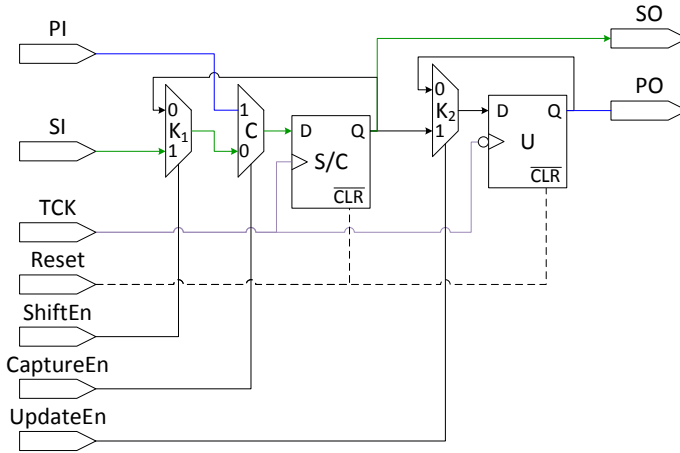 PI
SO
0
K1
1
1
C
0
D
Q
S/C
CLR
0
K2
1
D
Q
U
CLR
PO
SI
TCK
Reset
ShiftEn
CaptureEn
UpdateEn